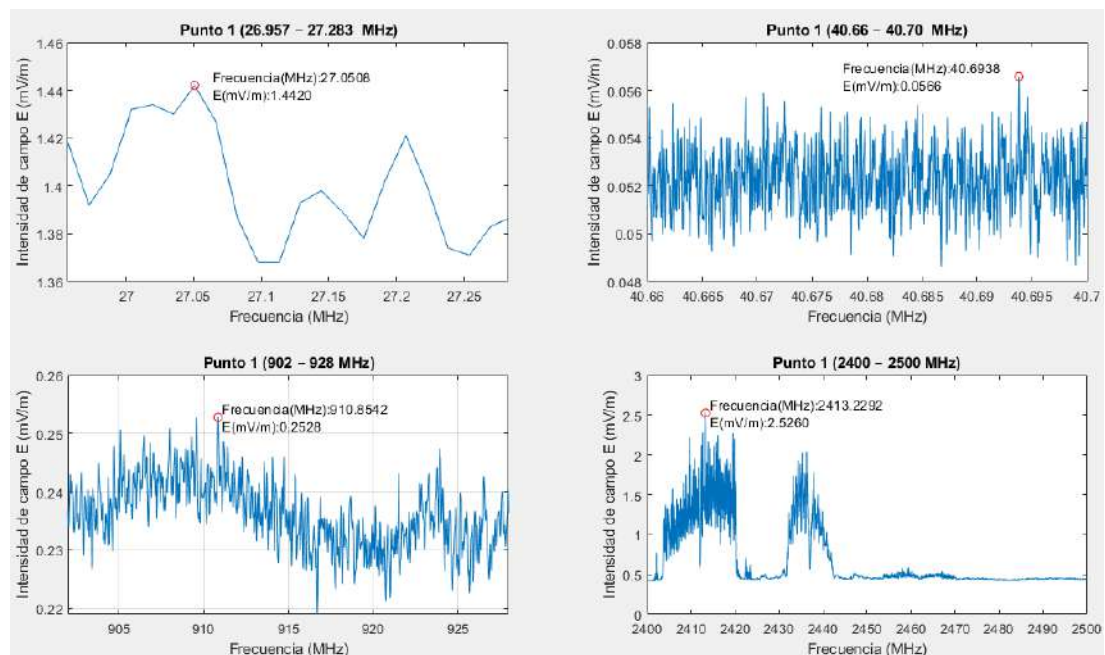 Punto 1 (26.957 – 27.283 MHz)
Intensidad de campo E (mV/m)
1.46
1.44
1.42
1.4
1.38
1.36
Frecuencia(MHz):27.0508
E(mV/m):1.4420
27
27.05
27.1
27.15
27.2
27.25
Frecuencia (MHz)
Punto 1 (40.66 – 40.70 MHz)
Intensidad de campo E (mV/m)
0.058
0.056
0.054
0.052
0.05
0.048
Frecuencia(MHz):40.6938
E(mV/m):0.0566
40.66
40.665
40.67
40.675
40.68
40.685
40.69
40.695
40.7
Frecuencia (MHz)
Punto 1 (902 – 928 MHz)
Intensidad de campo E (mV/m)
0.26
0.25
0.24
0.23
0.22
Frecuencia(MHz):910.8542
E(mV/m):0.2528
905
910
915
920
925
Frecuencia (MHz)
Punto 1 (2400 – 2500 MHz)
Intensidad de campo E (mV/m)
3
2.5
2
1.5
1
0.5
0
Frecuencia(MHz):2413.2292
E(mV/m):2.5260
2400
2410
2420
2430
2440
2450
2460
2470
2480
2490
2500
Frecuencia (MHz)